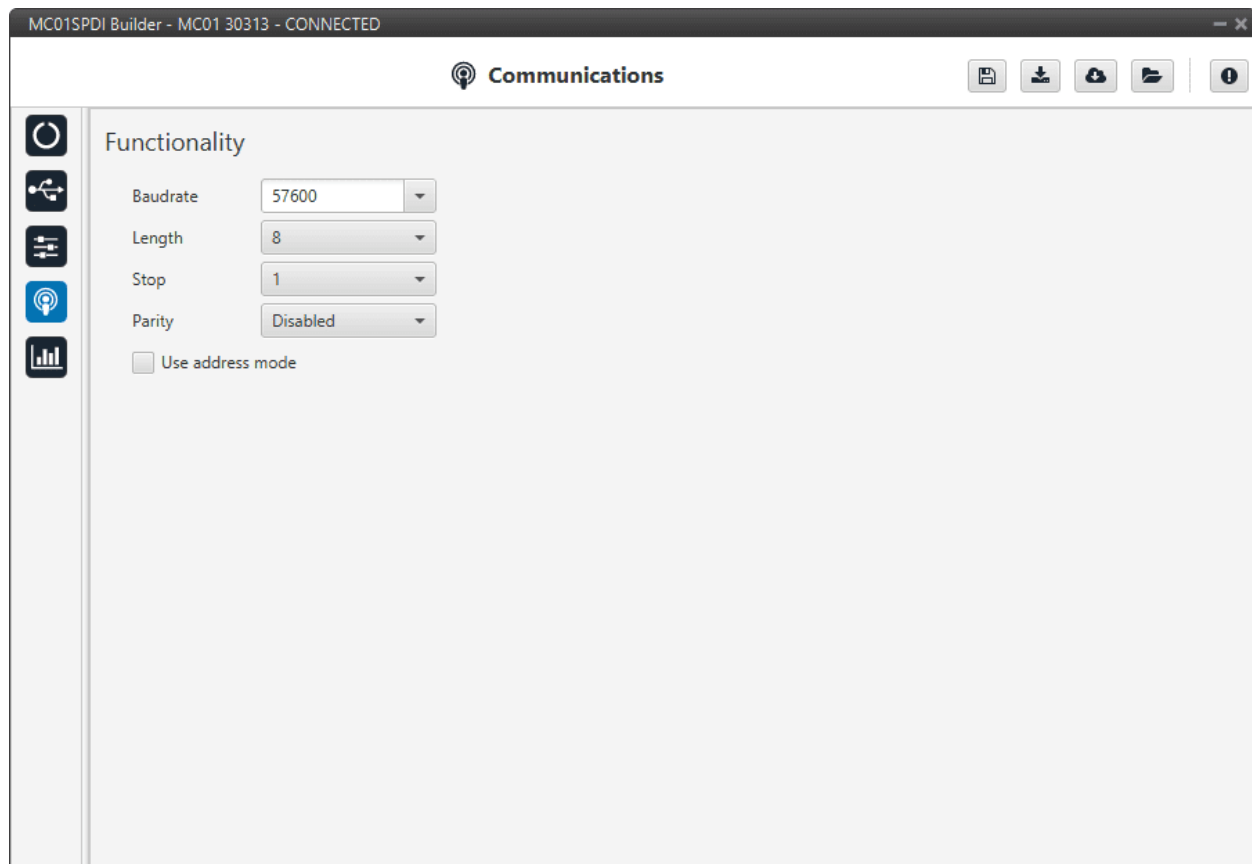 MC01SPDI Builder - MC01 30313 - CONNECTED
Communications
Functionality
Baudrate 57600
Length 8
Stop 1
Parity Disabled
Use address mode